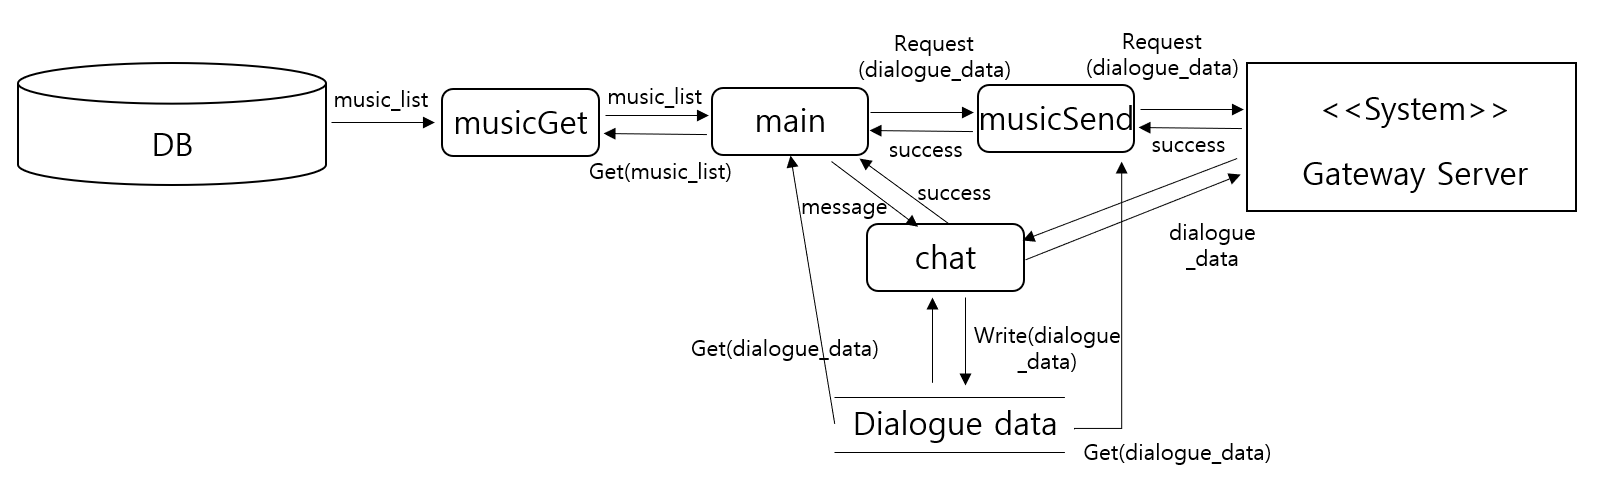 DB
music_list
musicGet
music_list
Get(music_list)
main
Request
(dialogue_data)
success
musicSend
Request
(dialogue_data)
success
<<System>>
Gateway Server
message
success
chat
dialogue
_data
Get(dialogue_data)
Write(dialogue
_data)
Dialogue data
Get(dialogue_data)